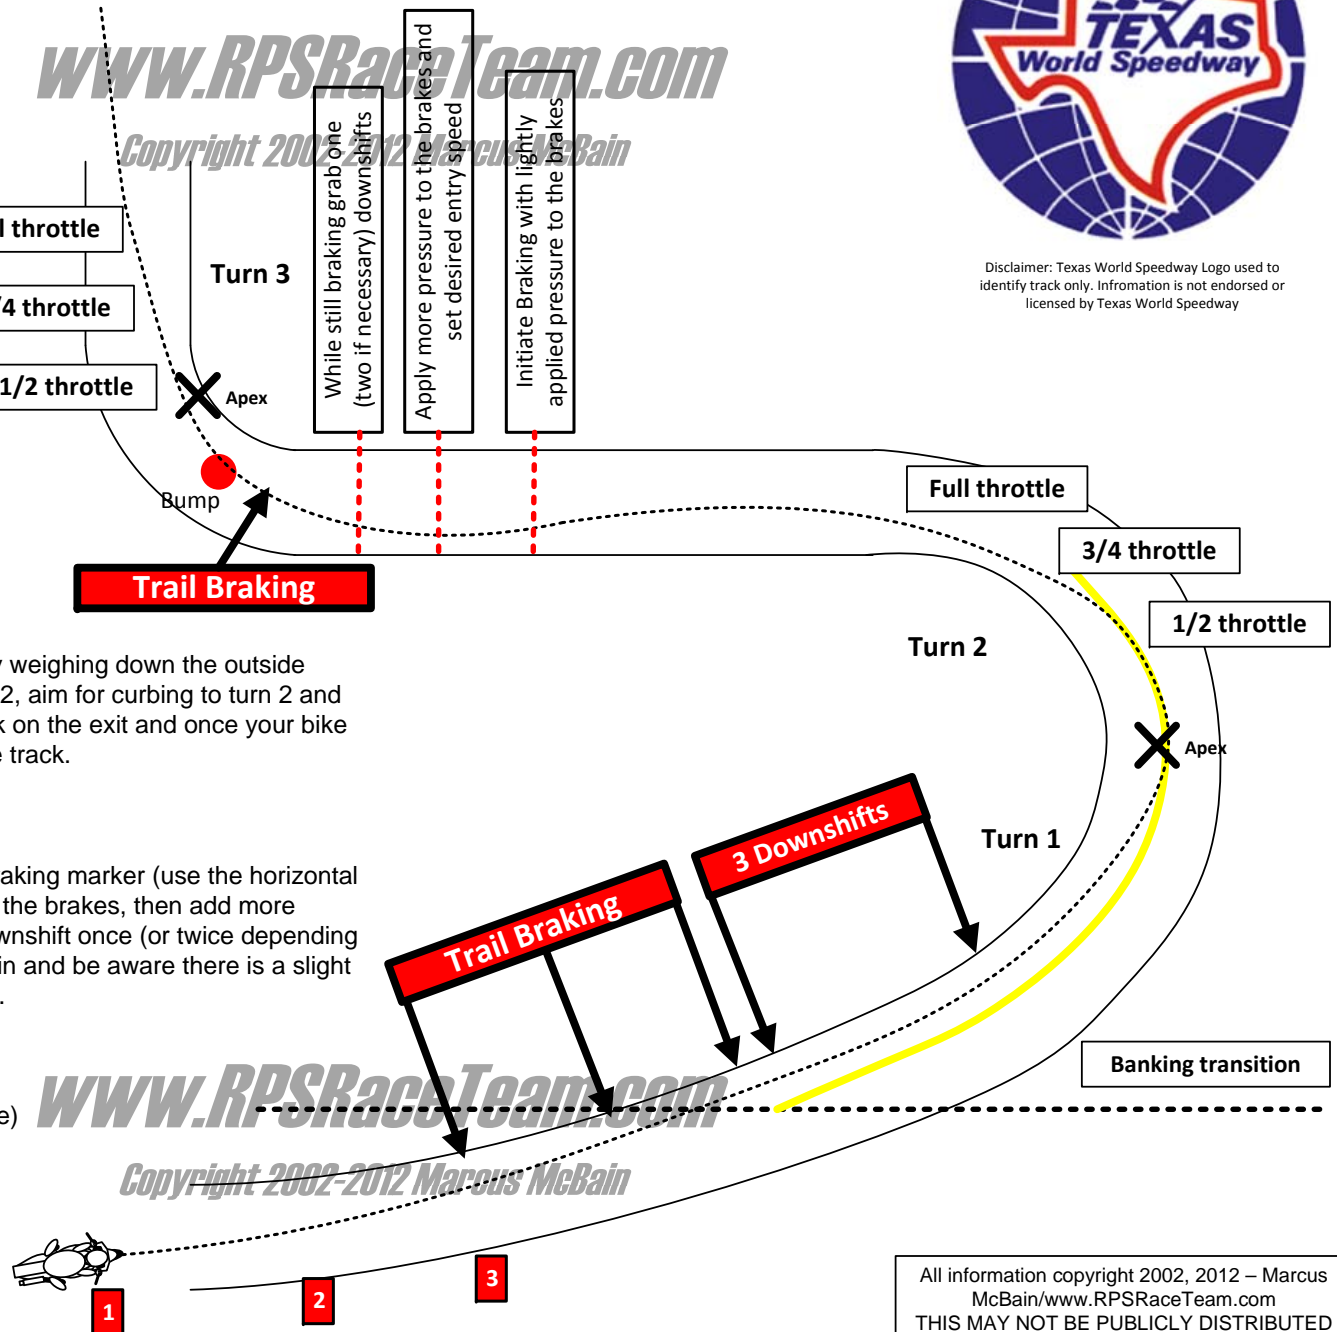 www.RPSRaceTeam.com
Copyright 2002-2012 Marcus McBain
TEXAS
World Speedway
Disclaimer: Texas World Speedway Logo used to
identify track only. Infromation is not endorsed or
licensed by Texas World Speedway
While still braking grab one
(two if necessary) downshifts
Apply more pressure to the brakes and
set desired entry speed
Initiate Braking with lightly
applied pressure to the brakes
l throttle
/4 throttle
1/2 throttle
Turn 3
Apex
Bump
Trail Braking
Full throttle
3/4 throttle
1/2 throttle
Turn 2
Apex
weighing down the outside
2, aim for curbing to turn 2 and
k on the exit and once your bike
e track.
3 Downshifts
Turn 1
Trail Braking
aking marker (use the horizontal
the brakes, then add more
wnshift once (or twice depending
in and be aware there is a slight
.
Banking transition
e)
www.RPSRaceTeam.com
Copyright 2002-2012 Marcus McBain
1
2
3
All information copyright 2002, 2012 – Marcus
McBain/www.RPSRaceTeam.com
THIS MAY NOT BE PUBLICLY DISTRIBUTED